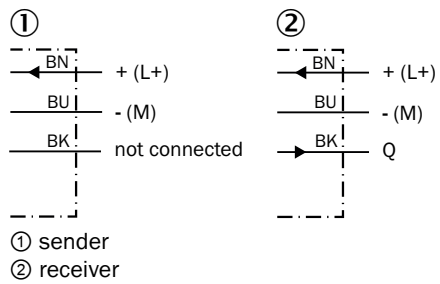 ① ②
BN + (L+) BN + (L+)
BU - (M) BU - (M)
BK not connected BK Q
① sender
② receiver